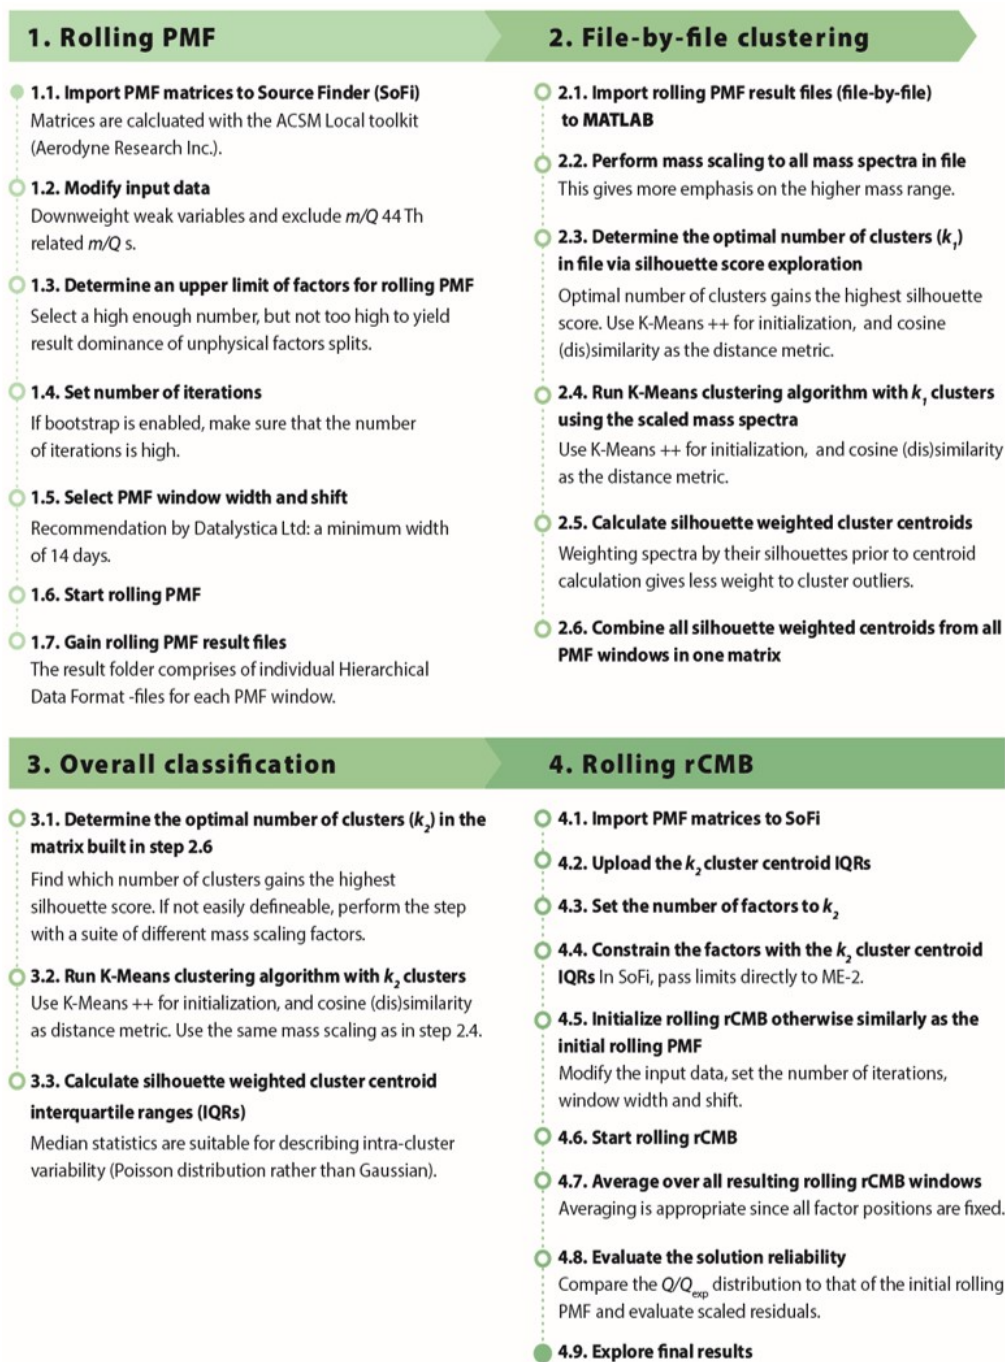 1. Rolling PMF
1.1. Import PMF matrices to Source Finder (SoFi)
Matrices are calcluated with the ACSM Local toolkit
(Aerodyne Research Inc.).
1.2. Modify input data
Downweight weak variables and exclude m/Q 44 Th
related m/Q s.
1.3. Determine an upper limit of factors for rolling PMF
Select a high enough number, but not too high to yield
result dominance of unphysical factors splits.
1.4. Set number of iterations
If bootstrap is enabled, make sure that the number
of iterations is high.
1.5. Select PMF window width and shift
Recommendation by Datalystica Ltd: a minimum width
of 14 days.
1.6. Start rolling PMF
1.7. Gain rolling PMF result files
The result folder comprises of individual Hierarchical
Data Format -files for each PMF window.
2. File-by-file clustering
2.1. Import rolling PMF result files (file-by-file)
to MATLAB
2.2. Perform mass scaling to all mass spectra in file
This gives more emphasis on the higher mass range.
2.3. Determine the optimal number of clusters (k1)
in file via silhouette score exploration
Optimal number of clusters gains the highest silhouette
score. Use K-Means ++ for initialization, and cosine
(dis)similarity as the distance metric.
2.4. Run K-Means clustering algorithm with k1 clusters
using the scaled mass spectra
Use K-Means ++ for initialization, and cosine (dis)similarity
as the distance metric.
2.5. Calculate silhouette weighted cluster centroids
Weighting spectra by their silhouettes prior to centroid
calculation gives less weight to cluster outliers.
2.6. Combine all silhouette weighted centroids from all
PMF windows in one matrix
3. Overall classification
3.1. Determine the optimal number of clusters (k2) in the
matrix built in step 2.6
Find which number of clusters gains the highest
silhouette score. If not easily defineable, perform the step
with a suite of different mass scaling factors.
3.2. Run K-Means clustering algorithm with k2 clusters
Use K-Means ++ for initialization, and cosine (dis)similarity
as distance metric. Use the same mass scaling as in step 2.4.
3.3. Calculate silhouette weighted cluster centroid
interquartile ranges (IQRs)
Median statistics are suitable for describing intra-cluster
variability (Poisson distribution rather than Gaussian).
4. Rolling rCMB
4.1. Import PMF matrices to SoFi
4.2. Upload the k2 cluster centroid IQRs
4.3. Set the number of factors to k2
4.4. Constrain the factors with the k2 cluster centroid
IQRs In SoFi, pass limits directly to ME-2.
4.5. Initialize rolling rCMB otherwise similarly as the
initial rolling PMF
Modify the input data, set the number of iterations,
window width and shift.
4.6. Start rolling rCMB
4.7. Average over all resulting rolling rCMB windows
Averaging is appropriate since all factor positions are fixed.
4.8. Evaluate the solution reliability
Compare the Q/Qexp distribution to that of the initial rolling
PMF and evaluate scaled residuals.
4.9. Explore final results